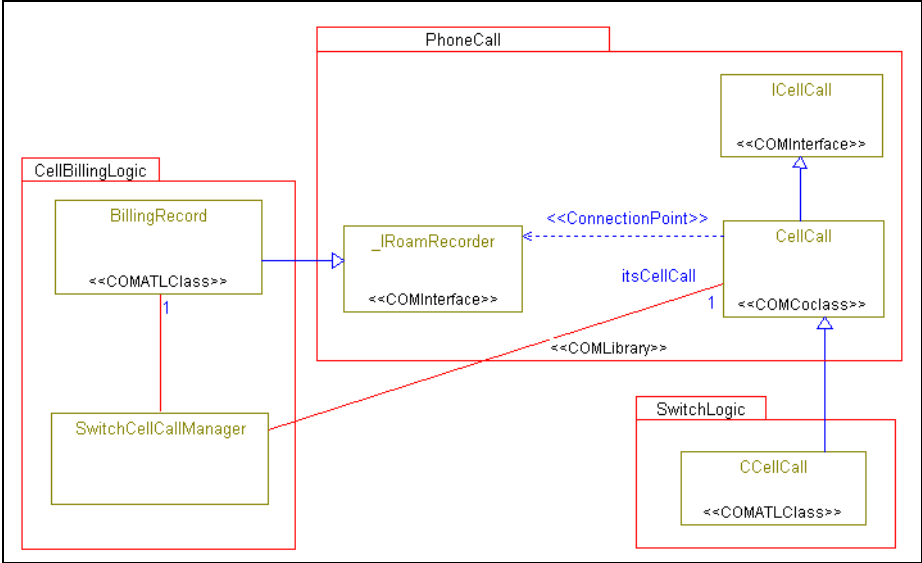 PhoneCall
ICellCall
<<COMInterface>>
CellBillingLogic
BillingRecord
<<COMATLClass>>
1
_IRoamRecorder
<<COMInterface>>
<<ConnectionPoint>>
CellCall
<<COMCoclass>>
itsCellCall
1
<<COMLibrary>>
SwitchCellCallManager
SwitchLogic
CCellCall
<<COMATLClass>>